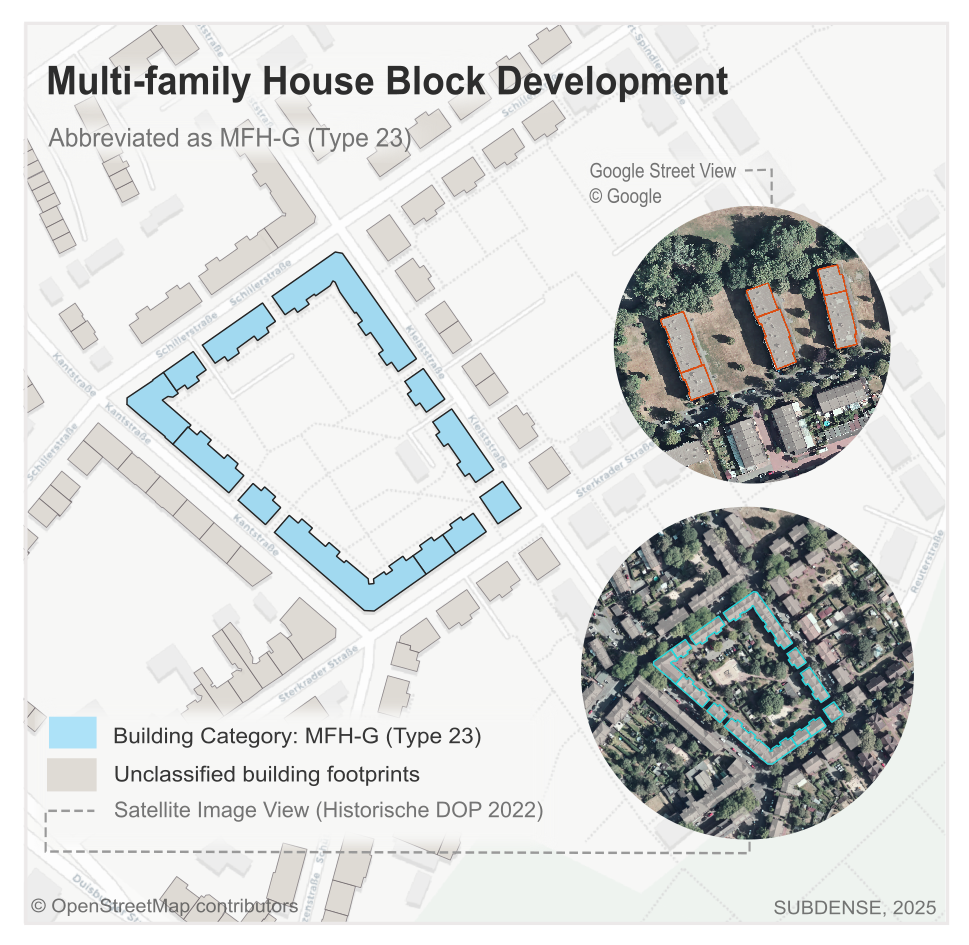 Schillerstraße
Multi-family House Block Development
Abbreviated as MFH-G (Type 23)
Google Street View
© Google
Schillerstraße
Schillerstraße
Kantstraße
Kleiststraße
Kantstraße
Schillerstraße
Kleiststraße
Sterkrader Straße
Kantstraße
Reuterstraße
Sterkrader Straße
Building Category: MFH-G (Type 23)
Unclassified building footprints
Satellite Image View (Historische DOP 2022)
© OpenStreetMap contributors
SUBDENSE, 2025